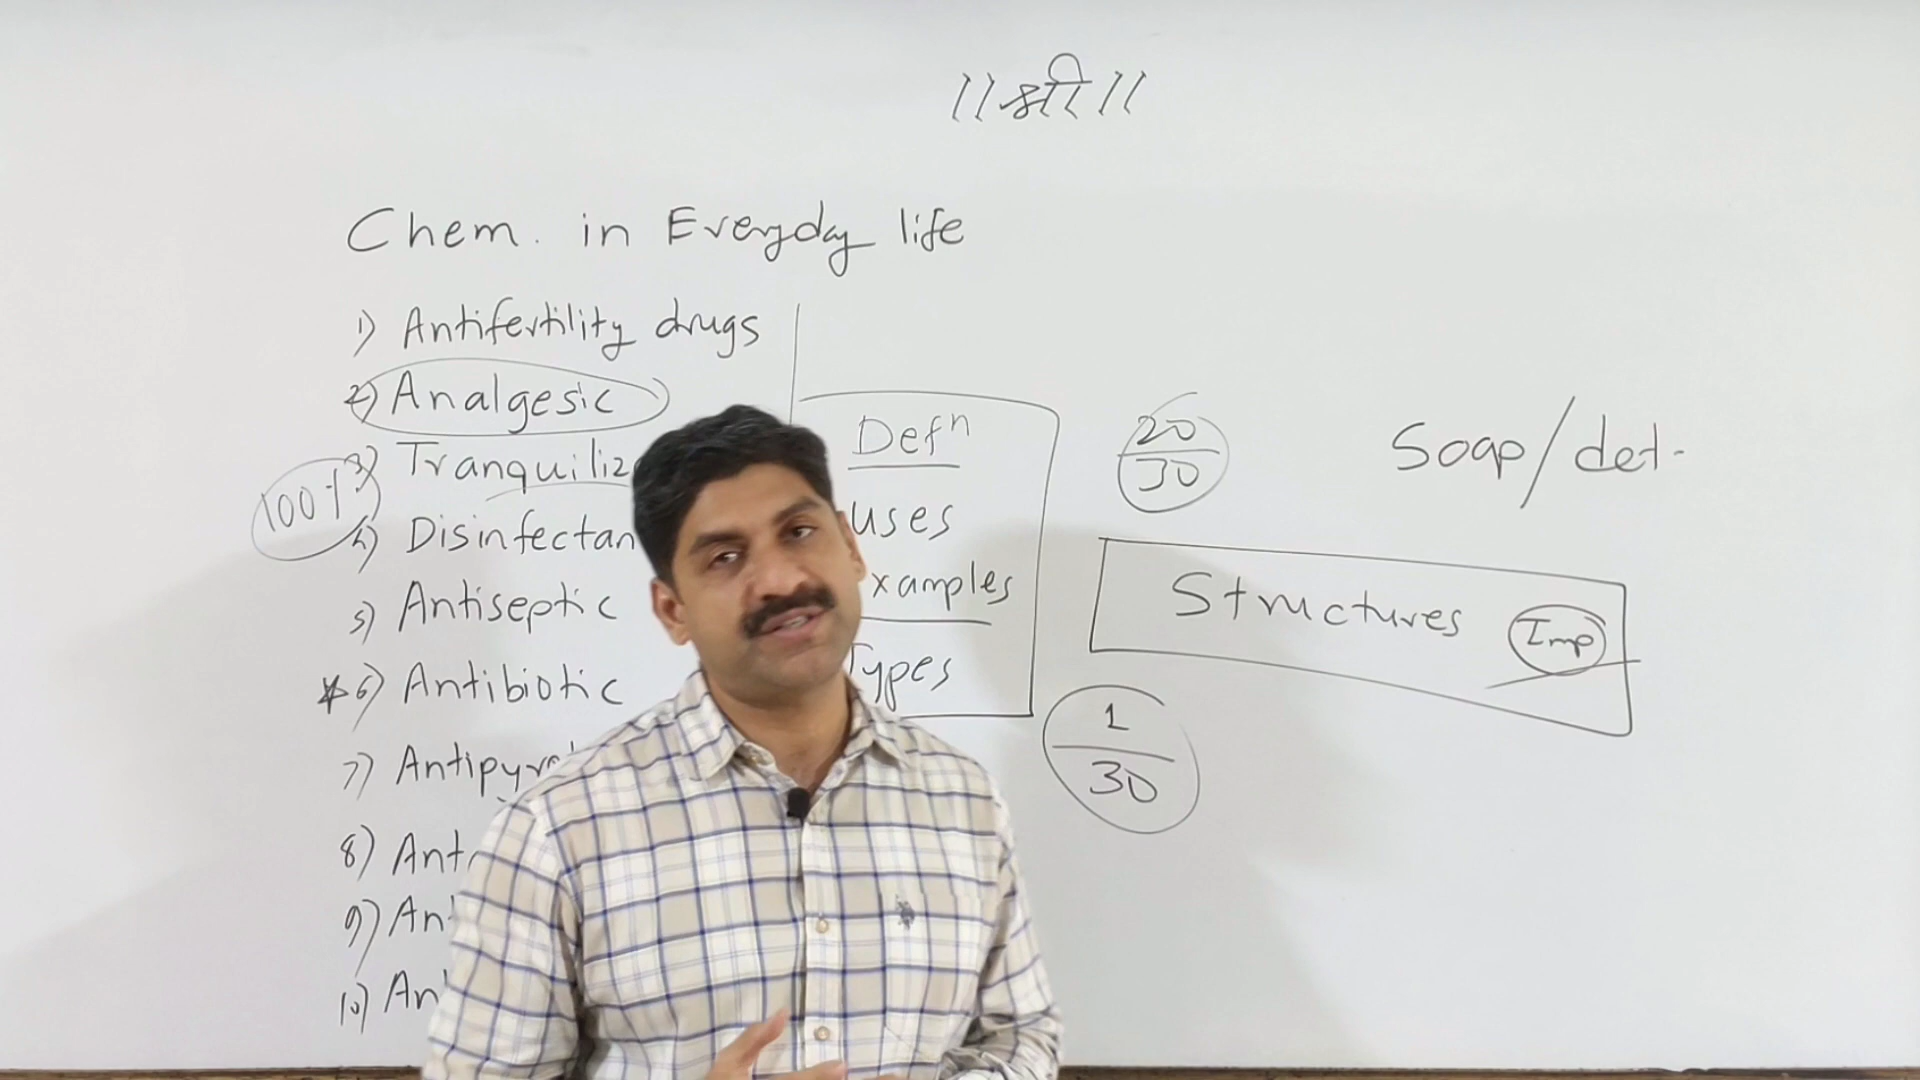 ||श्री||
Chem. in Everyday life
1) Antifertility drugs
2) Analgesic
3) Tranquiliz
4) Disinfectan
5) Antiseptic
6) Antibiotic
7) Antipyr
8) Ant
9) An
10) An
100%
Defn
uses
xamples
Types
20
30
1
30
Soap/det.
Structures Imp